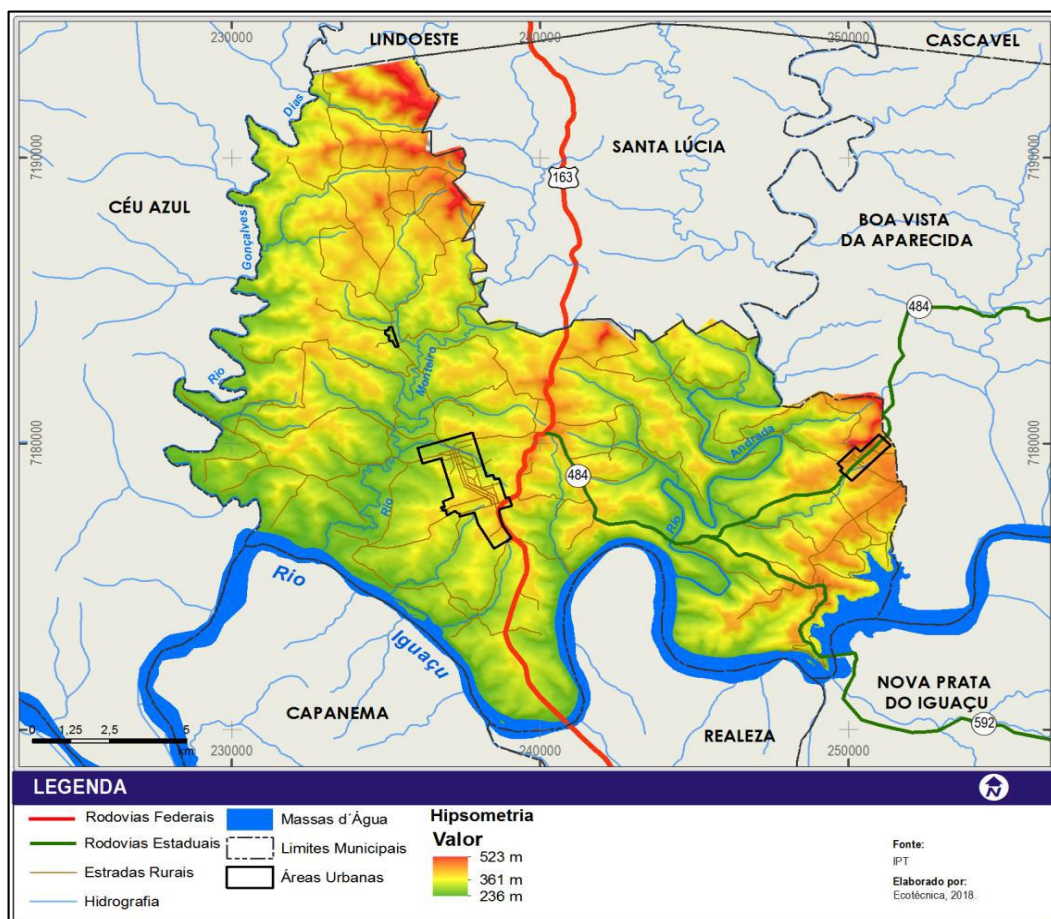 230000
240000
250000
LINDOESTE
CASCAVEL
Dias
7190000
7190000
SANTA LÚCIA
163
CÉU AZUL
Gonçalves
BOA VISTA
DA APARECIDA
484
Rio
Monteiro
7180000
7180000
Andrada
484
Rio
Rio
Rio
Iguaçu
CAPANEMA
NOVA PRATA
DO IGUAÇU
592
REALEZA
0 1,25 2,5 5
km
230000
240000
250000
LEGENDA
N
Rodovias Federais
Rodovias Estaduais
Estradas Rurais
Hidrografia
Massas d´Água
Limites Municipais
Áreas Urbanas
Hipsometria
Valor
523 m
361 m
236 m
Fonte:
IPT
Elaborado por:
Ecotécnica, 2018.